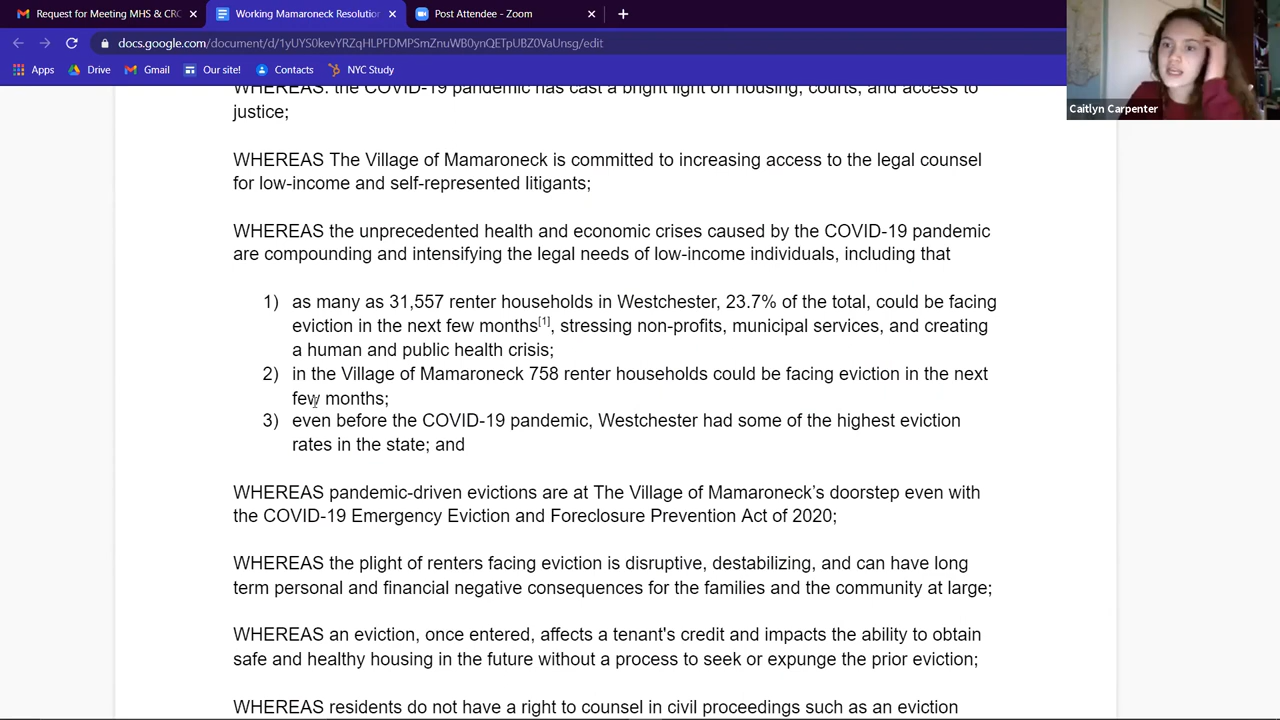 Request for Meeting MHS & CRC
Working Mamaroneck Resolution
Post Attendee - Zoom
docs.google.com/document/d/1yUYS0kevYRZqHLPFDMPSmZnuWB0ynQETpUBZ0VaUnsg/edit
Apps Drive Gmail Our site! Contacts NYC Study
Caitlyn Carpenter
WHEREAS: the COVID-19 pandemic has cast a bright light on housing, courts, and access to
justice;
WHEREAS The Village of Mamaroneck is committed to increasing access to the legal counsel
for low-income and self-represented litigants;
WHEREAS the unprecedented health and economic crises caused by the COVID-19 pandemic
are compounding and intensifying the legal needs of low-income individuals, including that
1) as many as 31,557 renter households in Westchester, 23.7% of the total, could be facing
eviction in the next few months[1], stressing non-profits, municipal services, and creating
a human and public health crisis;
2) in the Village of Mamaroneck 758 renter households could be facing eviction in the next
few months;
3) even before the COVID-19 pandemic, Westchester had some of the highest eviction
rates in the state; and
WHEREAS pandemic-driven evictions are at The Village of Mamaroneck's doorstep even with
the COVID-19 Emergency Eviction and Foreclosure Prevention Act of 2020;
WHEREAS the plight of renters facing eviction is disruptive, destabilizing, and can have long
term personal and financial negative consequences for the families and the community at large;
WHEREAS an eviction, once entered, affects a tenant's credit and impacts the ability to obtain
safe and healthy housing in the future without a process to seek or expunge the prior eviction;
WHEREAS residents do not have a right to counsel in civil proceedings such as an eviction